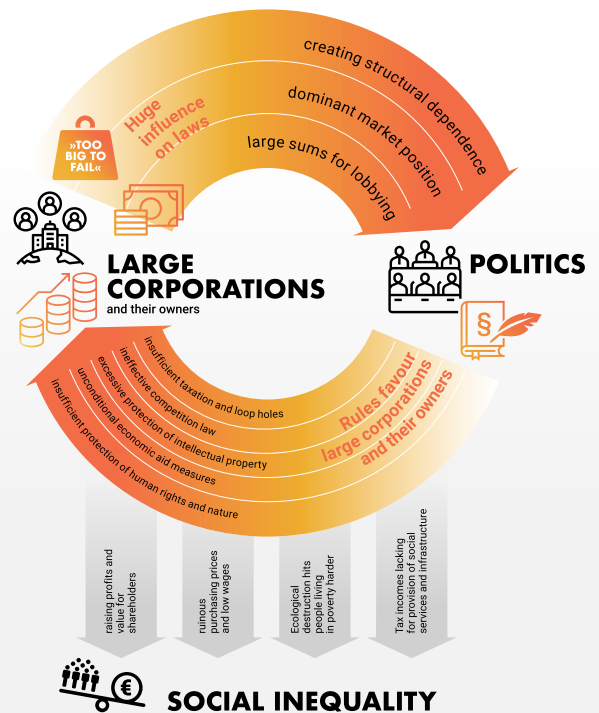 creating structural dependence
dominant market position
large sums for lobbying
Huge
influence
on laws
»TOO
BIG TO
FAIL«
LARGE
CORPORATIONS
and their owners
POLITICS
§
insufficient taxation and loop holes
ineffective competition law
excessive protection of intellectual property
unconditional economic aid measures
insufficient protection of human rights and nature
Rules favour
large corporations
and their owners
raising profits and
value for
shareholders
ruinous
purchasing prices
and low wages
Ecological
destruction hits
people living
in poverty harder
Tax incomes lacking
for provision of social
services and infrastructure
€
SOCIAL INEQUALITY